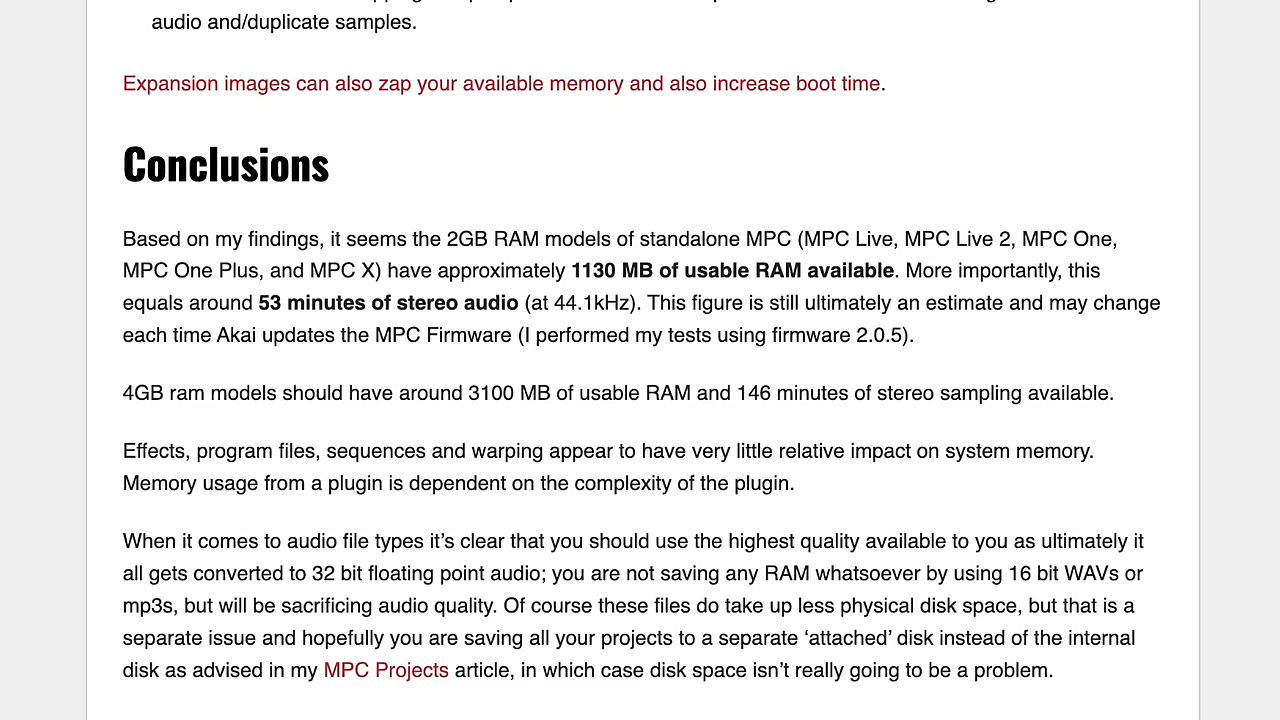 audio and/duplicate samples.
Expansion images can also zap your available memory and also increase boot time.
Conclusions
Based on my findings, it seems the 2GB RAM models of standalone MPC (MPC Live, MPC Live 2, MPC One,
MPC One Plus, and MPC X) have approximately 1130 MB of usable RAM available. More importantly, this
equals around 53 minutes of stereo audio (at 44.1kHz). This figure is still ultimately an estimate and may change
each time Akai updates the MPC Firmware (I performed my tests using firmware 2.0.5).
4GB ram models should have around 3100 MB of usable RAM and 146 minutes of stereo sampling available.
Effects, program files, sequences and warping appear to have very little relative impact on system memory.
Memory usage from a plugin is dependent on the complexity of the plugin.
When it comes to audio file types it’s clear that you should use the highest quality available to you as ultimately it
all gets converted to 32 bit floating point audio; you are not saving any RAM whatsoever by using 16 bit WAVs or
mp3s, but will be sacrificing audio quality. Of course these files do take up less physical disk space, but that is a
separate issue and hopefully you are saving all your projects to a separate ‘attached’ disk instead of the internal
disk as advised in my MPC Projects article, in which case disk space isn’t really going to be a problem.